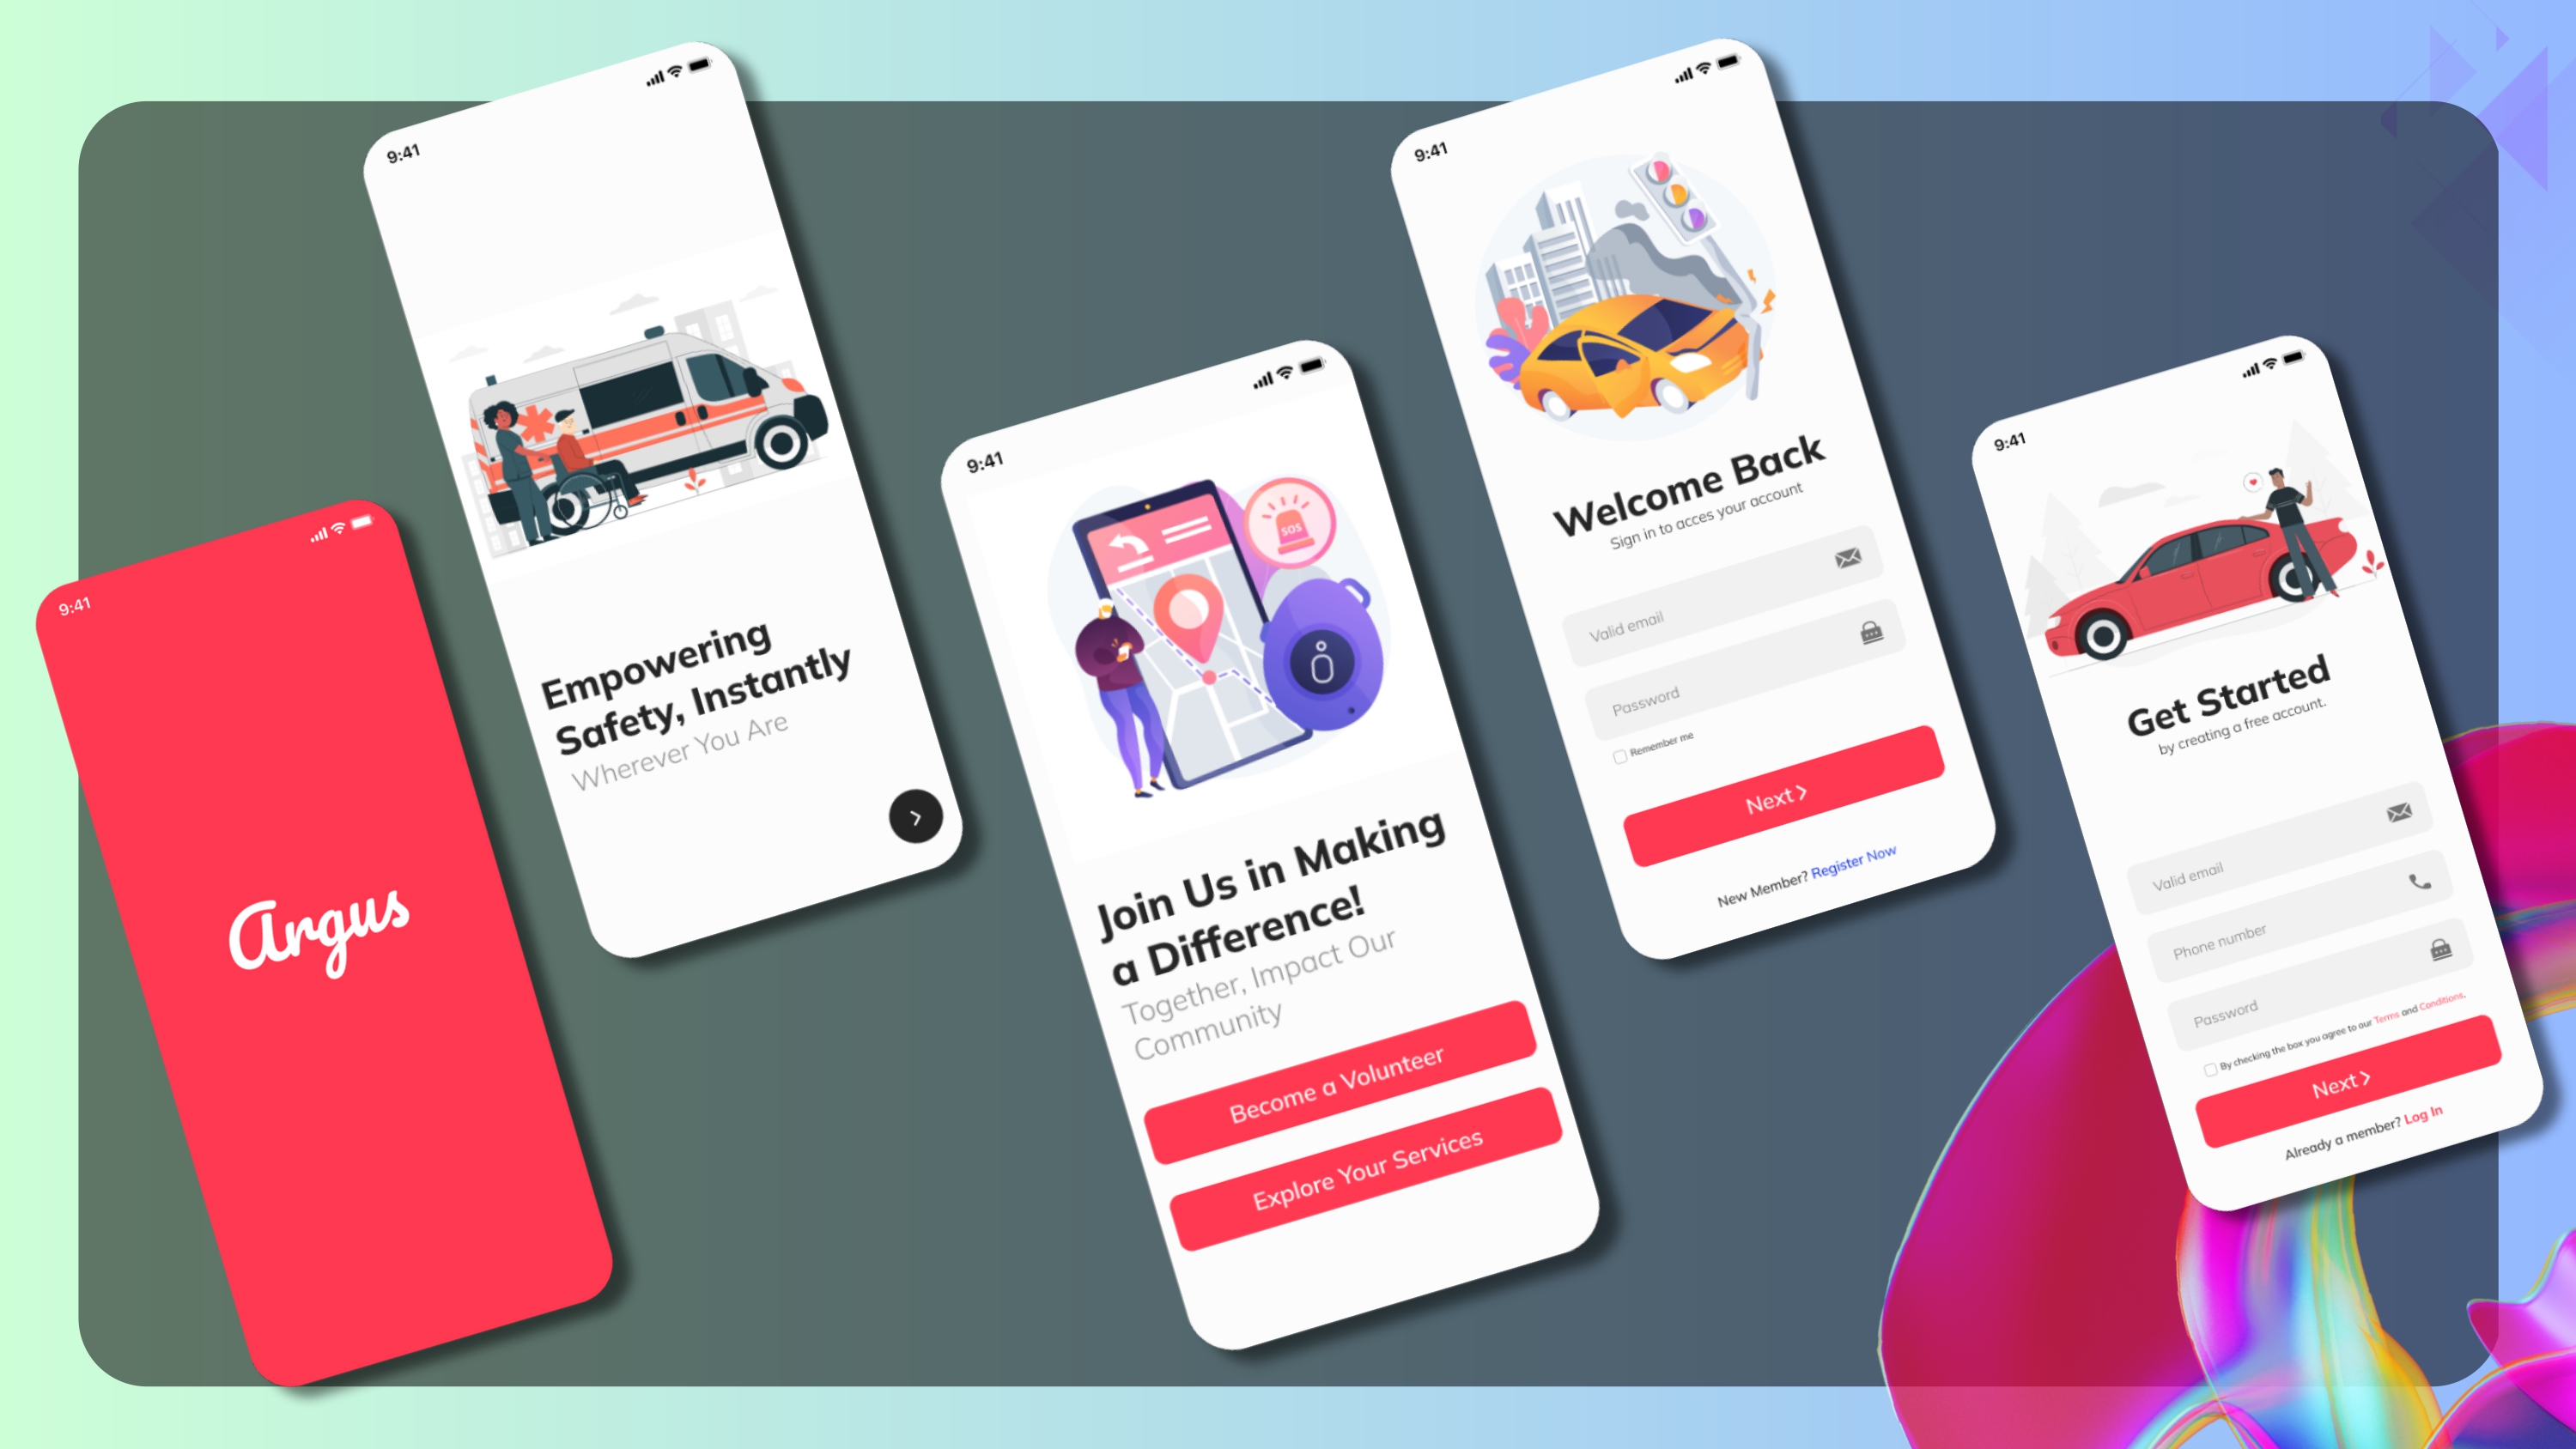 9:41
Argus
9:41
Empowering
Safety, Instantly
Wherever You Are
9:41
SOS
Join Us in Making
a Difference!
Together, Impact Our
Community
Become a Volunteer
Explore Your Services
9:41
Welcome Back
Sign in to acces your account
Valid email
Password
Remember me
Next
New Member? Register Now
9:41
Get Started
by creating a free account.
Valid email
Phone number
Password
By checking the box you agree to our Terms and Conditions.
Next
Already a member? Log In